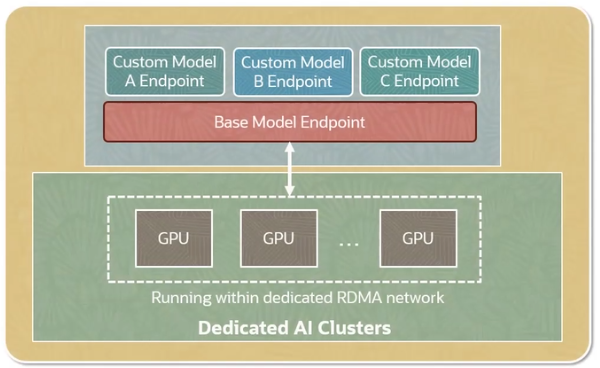 Custom Model
A Endpoint
Custom Model
B Endpoint
Custom Model
C Endpoint
Base Model Endpoint
GPU
GPU
...
GPU
Running within dedicated RDMA network
Dedicated AI Clusters